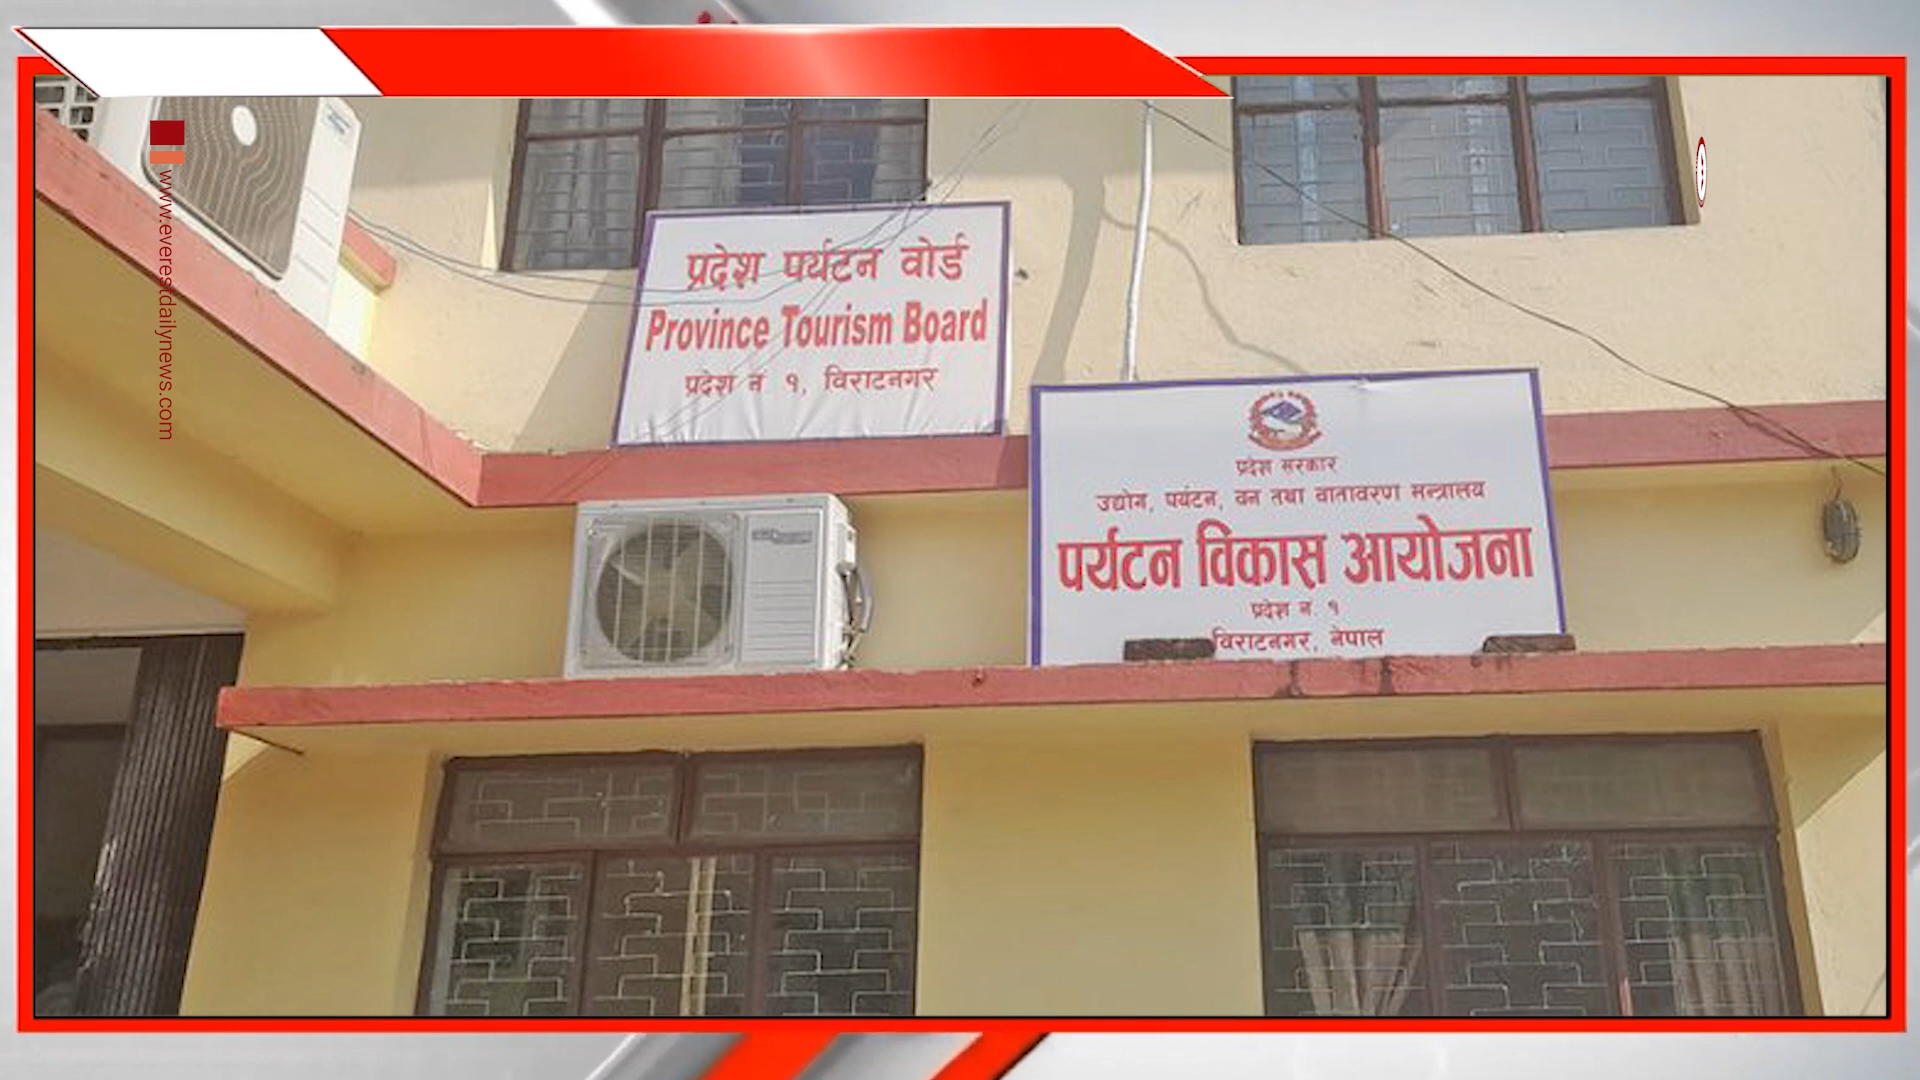 www.everestdailynews.com
प्रदेश पर्यटन वोर्ड
Province Tourism Board
प्रदेश नं १, विराटनगर
प्रदेश सरकार
उद्योग, पर्यटन, वन तथा वातावरण मन्त्रालय
पर्यटन विकास आयोजना
प्रदेश नं. १
विराटनगर, नेपाल